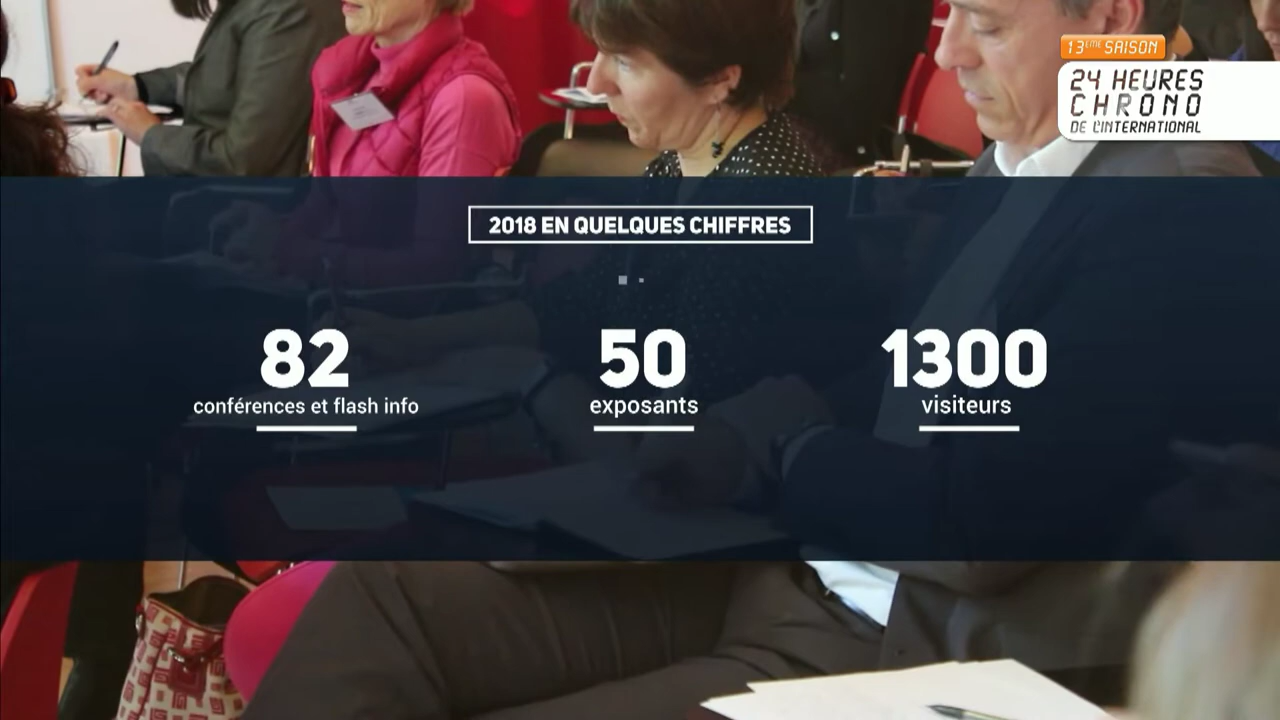 13ÈME SAISON
24 HEURES
CHRONO
DE L'INTERNATIONAL
2018 EN QUELQUES CHIFFRES
82
conférences et flash info
50
exposants
1300
visiteurs